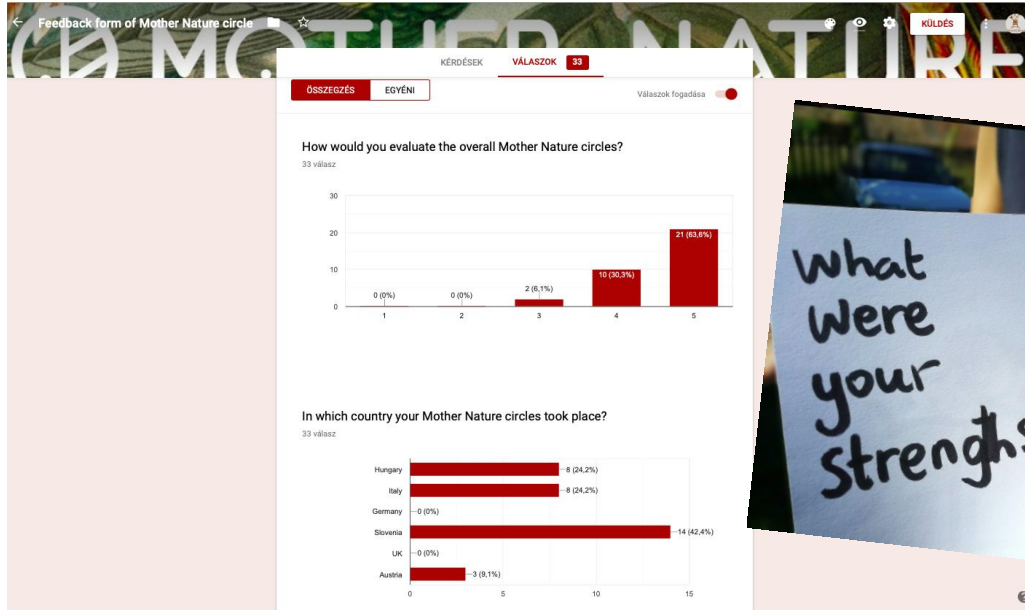 MOTHER NATURE
Feedback form of Mother Nature circle
KÜLDÉS
KÉRDÉSEK
VÁLASZOK 33
ÖSSZEGZÉS
EGYÉNI
Válaszok fogadása
How would you evaluate the overall Mother Nature circles?
33 válasz
30
20
10
0
0 (0%)
0 (0%)
2 (6,1%)
10 (30,3%)
21 (63,6%)
1 2 3 4 5
In which country your Mother Nature circles took place?
33 válasz
Hungary 8 (24,2%)
Italy 8 (24,2%)
Germany 0 (0%)
Slovenia 14 (42,4%)
UK 0 (0%)
Austria 3 (9,1%)
0 5 10 15
What
were
your
strenghs